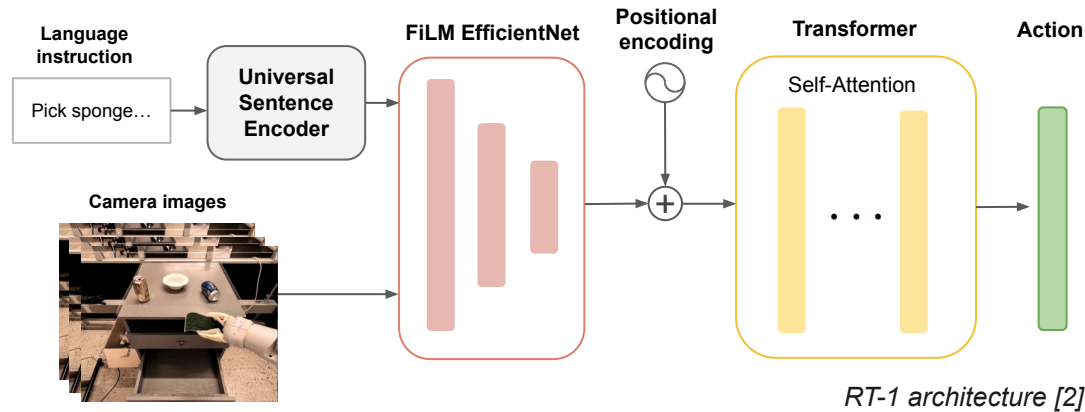 Language
instruction
Pick sponge…
Universal
Sentence
Encoder
Camera images
FiLM EfficientNet
Positional
encoding
Transformer
Self-Attention
Action
RT-1 architecture [2]